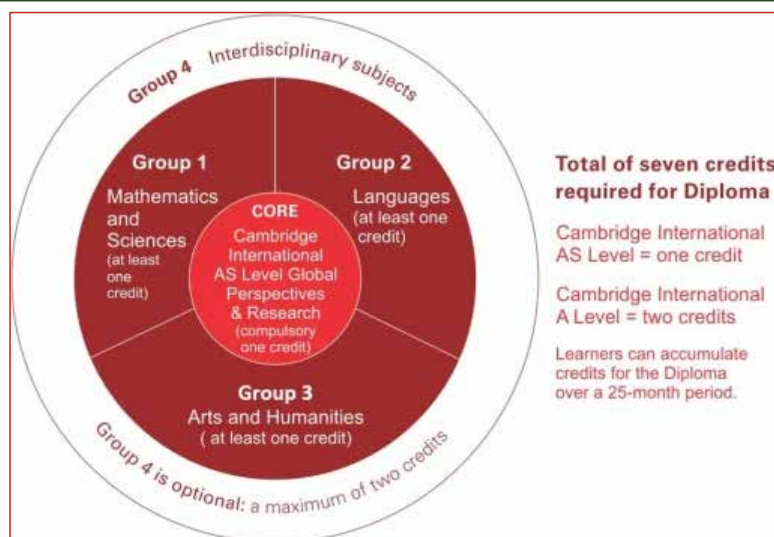 Group 4 Interdisciplinary subjects
Group 1
Mathematics
and
Sciences
(at least
one
credit)
Group 2
Languages
(at least one
credit)
CORE
Cambridge
International
AS Level Global
Perspectives
& Research
(compulsory
one credit)
Group 3
Arts and Humanities
( at least one credit)
Group 4 is optional: a maximum of two credits
Total of seven credits
required for Diploma
Cambridge International
AS Level = one credit
Cambridge International
A Level = two credits
Learners can accumulate
credits for the Diploma
over a 25-month period.